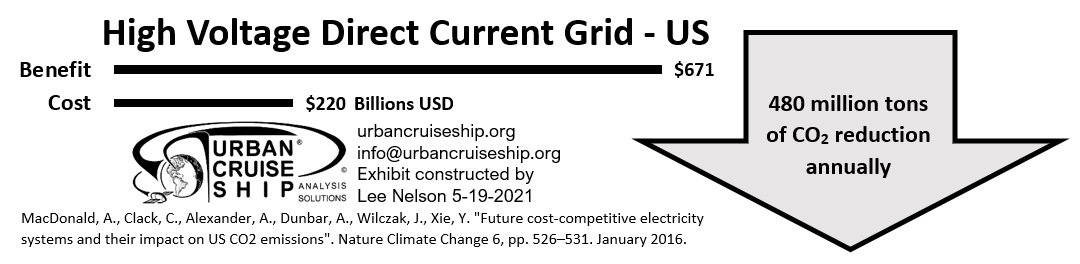 High Voltage Direct Current Grid - US
Benefit $671
Cost $220 Billions USD
URBAN®
CRUISE ©
SHIP ANALYSIS
SOLUTIONS
urbancruiseship.org
info@urbancruiseship.org
Exhibit constructed by
Lee Nelson 5-19-2021
MacDonald, A., Clack, C., Alexander, A., Dunbar, A., Wilczak, J., Xie, Y. "Future cost-competitive electricity
systems and their impact on US CO2 emissions". Nature Climate Change 6, pp. 526–531. January 2016.
480 million tons
of CO₂ reduction
annually